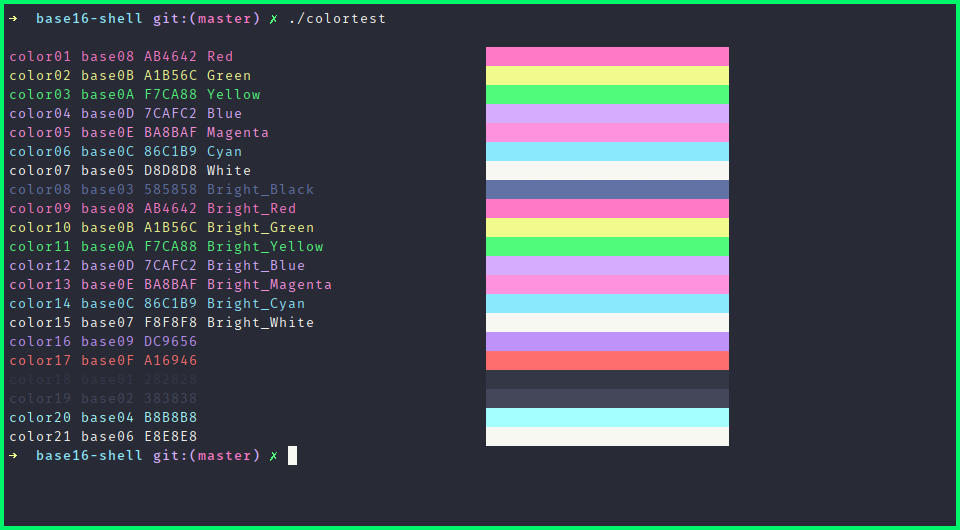 ➜  base16-shell git:(master) ✗ ./colortest
color01 base08 AB4642 Red
color02 base0B A1B56C Green
color03 base0A F7CA88 Yellow
color04 base0D 7CAFC2 Blue
color05 base0E BA8BAF Magenta
color06 base0C 86C1B9 Cyan
color07 base05 D8D8D8 White
color08 base03 585858 Bright_Black
color09 base08 AB4642 Bright_Red
color10 base0B A1B56C Bright_Green
color11 base0A F7CA88 Bright_Yellow
color12 base0D 7CAFC2 Bright_Blue
color13 base0E BA8BAF Bright_Magenta
color14 base0C 86C1B9 Bright_Cyan
color15 base07 F8F8F8 Bright_White
color16 base09 DC9656
color17 base0F A16946
color18 base01 282828
color19 base02 383838
color20 base04 B8B8B8
color21 base06 E8E8E8
➜  base16-shell git:(master) ✗